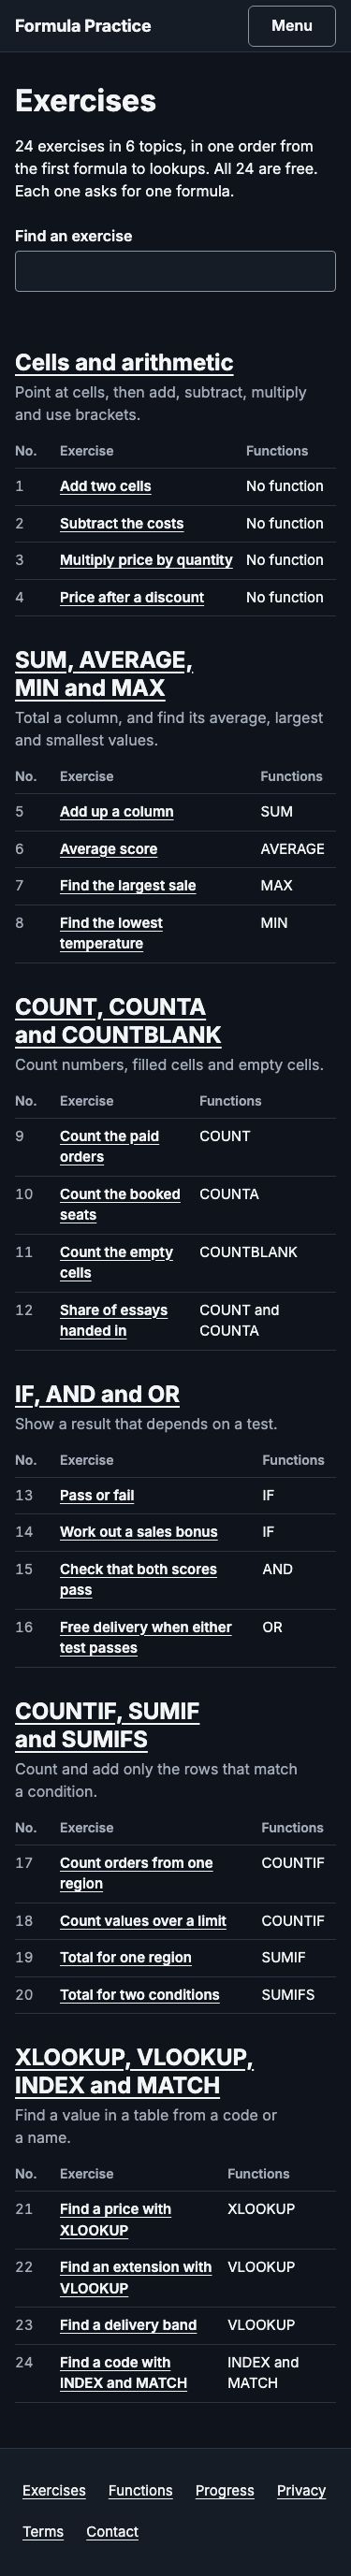 Formula Practice
Menu
Exercises
24 exercises in 6 topics, in one order from
the first formula to lookups. All 24 are free.
Each one asks for one formula.
Find an exercise
Cells and arithmetic
Point at cells, then add, subtract, multiply
and use brackets.
No. Exercise Functions
1 Add two cells No function
2 Subtract the costs No function
3 Multiply price by quantity No function
4 Price after a discount No function
SUM, AVERAGE,
MIN and MAX
Total a column, and find its average, largest
and smallest values.
No. Exercise Functions
5 Add up a column SUM
6 Average score AVERAGE
7 Find the largest sale MAX
8 Find the lowest MIN
temperature
COUNT, COUNTA
and COUNTBLANK
Count numbers, filled cells and empty cells.
No. Exercise Functions
9 Count the paid COUNT
orders
10 Count the booked COUNTA
seats
11 Count the empty COUNTBLANK
cells
12 Share of essays COUNT and
handed in COUNTA
IF, AND and OR
Show a result that depends on a test.
No. Exercise Functions
13 Pass or fail IF
14 Work out a sales bonus IF
15 Check that both scores AND
pass
16 Free delivery when either OR
test passes
COUNTIF, SUMIF
and SUMIFS
Count and add only the rows that match
a condition.
No. Exercise Functions
17 Count orders from one COUNTIF
region
18 Count values over a limit COUNTIF
19 Total for one region SUMIF
20 Total for two conditions SUMIFS
XLOOKUP, VLOOKUP,
INDEX and MATCH
Find a value in a table from a code or
a name.
No. Exercise Functions
21 Find a price with XLOOKUP
XLOOKUP
22 Find an extension with VLOOKUP
VLOOKUP
23 Find a delivery band VLOOKUP
24 Find a code with INDEX and
INDEX and MATCH MATCH
Exercises Functions Progress Privacy
Terms Contact